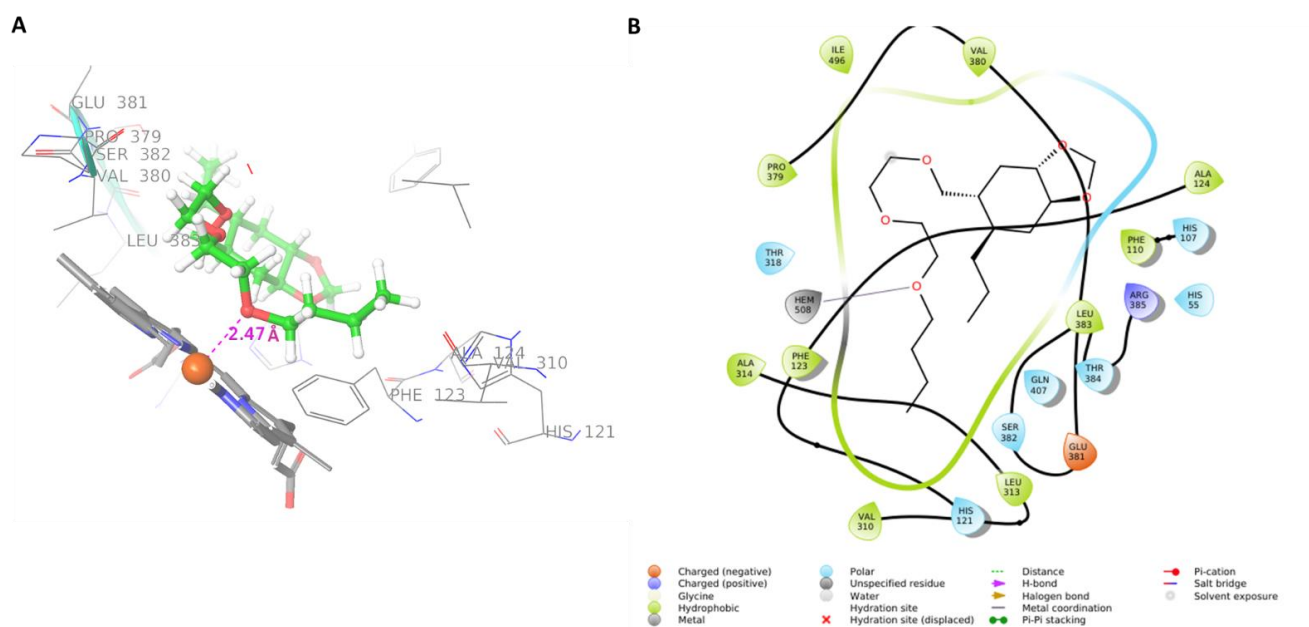 A
GLU 381
PRO 379
SER 382
VAL 380
LEU 383
2.47Å
ALA 124
VAL 310
PHE 123
HIS 121
B
ILE
496
VAL
380
PRO
379
O
O
O
ALA
124
O
PHE
110
HIS
107
THR
318
O
HEM
508
ARG
385
HIS
55
LEU
383
ALA
314
PHE
123
GLN
407
THR
384
SER
382
GLU
381
LEU
313
VAL
310
HIS
121
Charged (negative)
Charged (positive)
Glycine
Hydrophobic
Metal
Polar
Unspecified residue
Water
Hydration site
Hydration site (displaced)
Distance
H-bond
Halogen bond
Metal coordination
Pi-Pi stacking
Pi-cation
Salt bridge
Solvent exposure